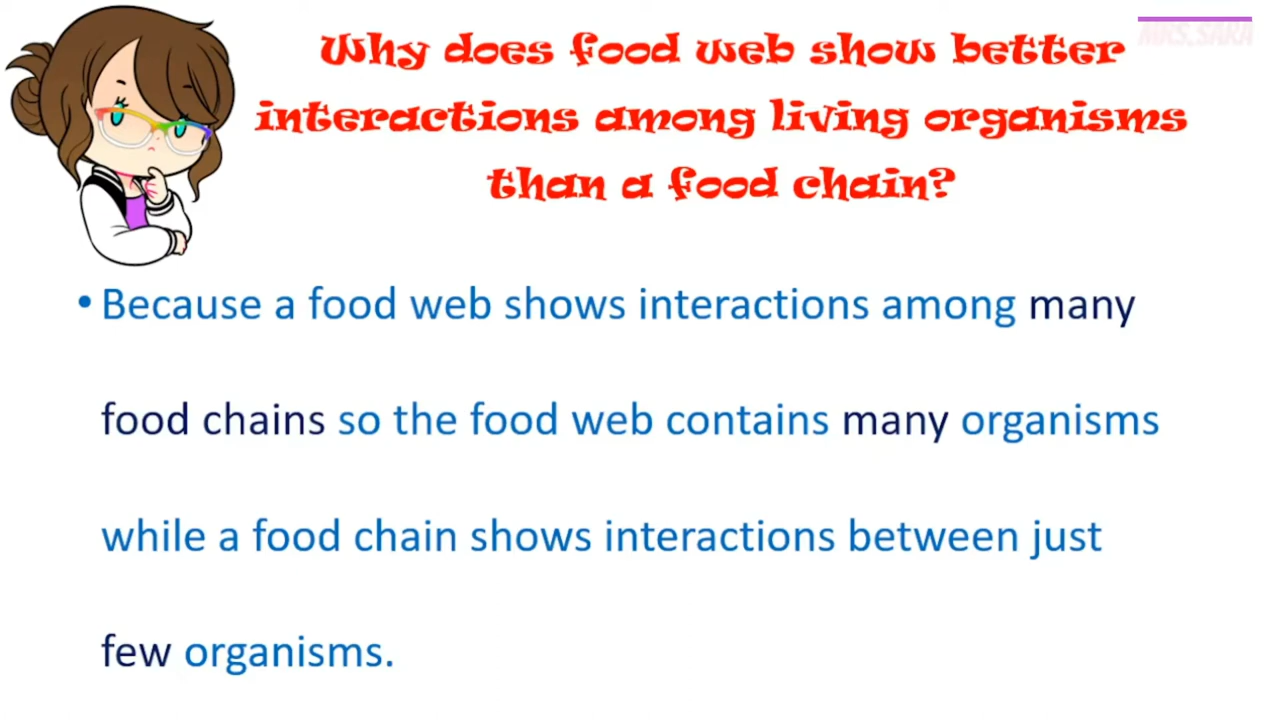 MRS.SARA
Why does food web show better
interactions among living organisms
than a food chain?
• Because a food web shows interactions among many
food chains so the food web contains many organisms
while a food chain shows interactions between just
few organisms.